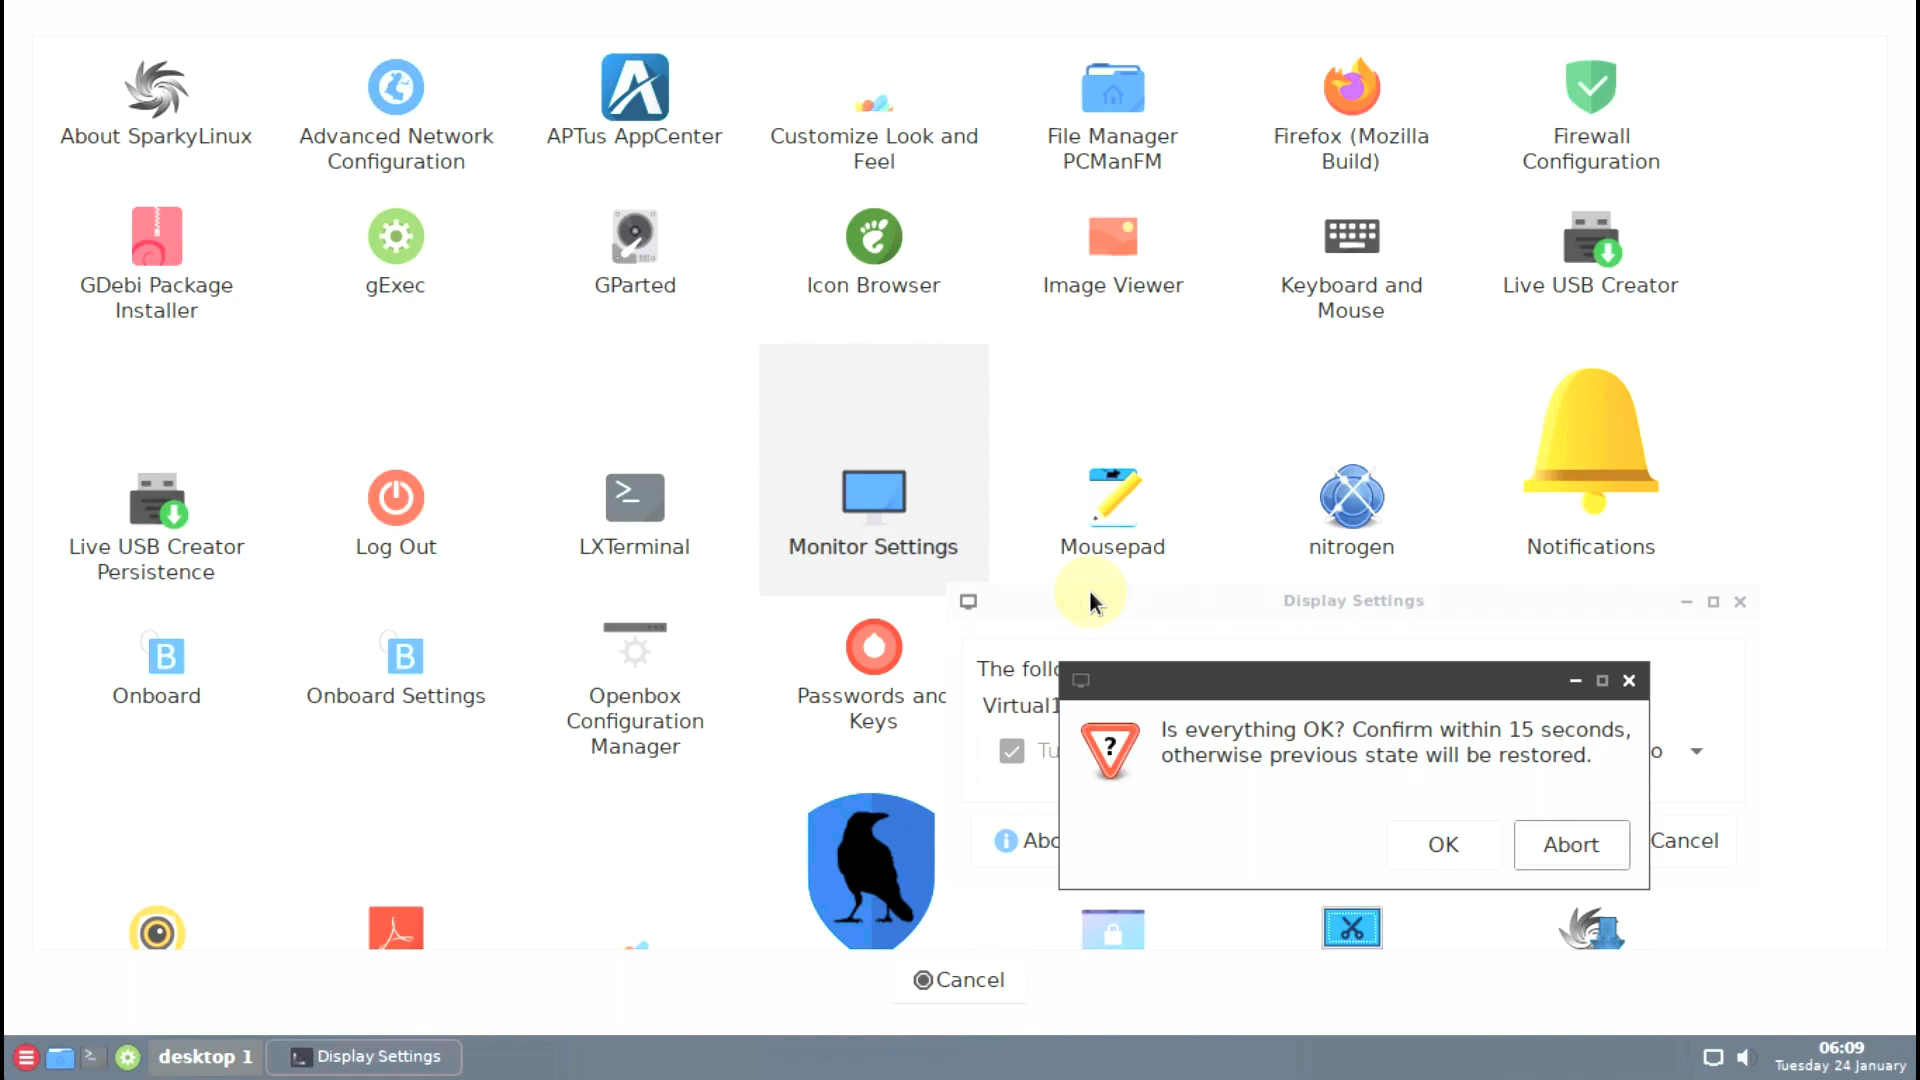 About SparkyLinux
Advanced Network
Configuration
APTus AppCenter
Customize Look and
Feel
File Manager
PCManFM
Firefox (Mozilla
Build)
Firewall
Configuration
GDebi Package
Installer
gExec
GParted
Icon Browser
Image Viewer
Keyboard and
Mouse
Live USB Creator
Live USB Creator
Persistence
Log Out
LXTerminal
Monitor Settings
Mousepad
nitrogen
Notifications
Onboard
Onboard Settings
Openbox
Configuration
Manager
Passwords and
Keys
Display Settings
The follo
Virtual1
Tu
o
Abo
Cancel
Is everything OK? Confirm within 15 seconds,
otherwise previous state will be restored.
OK
Abort
Cancel
desktop 1
Display Settings
06:09
Tuesday 24 January